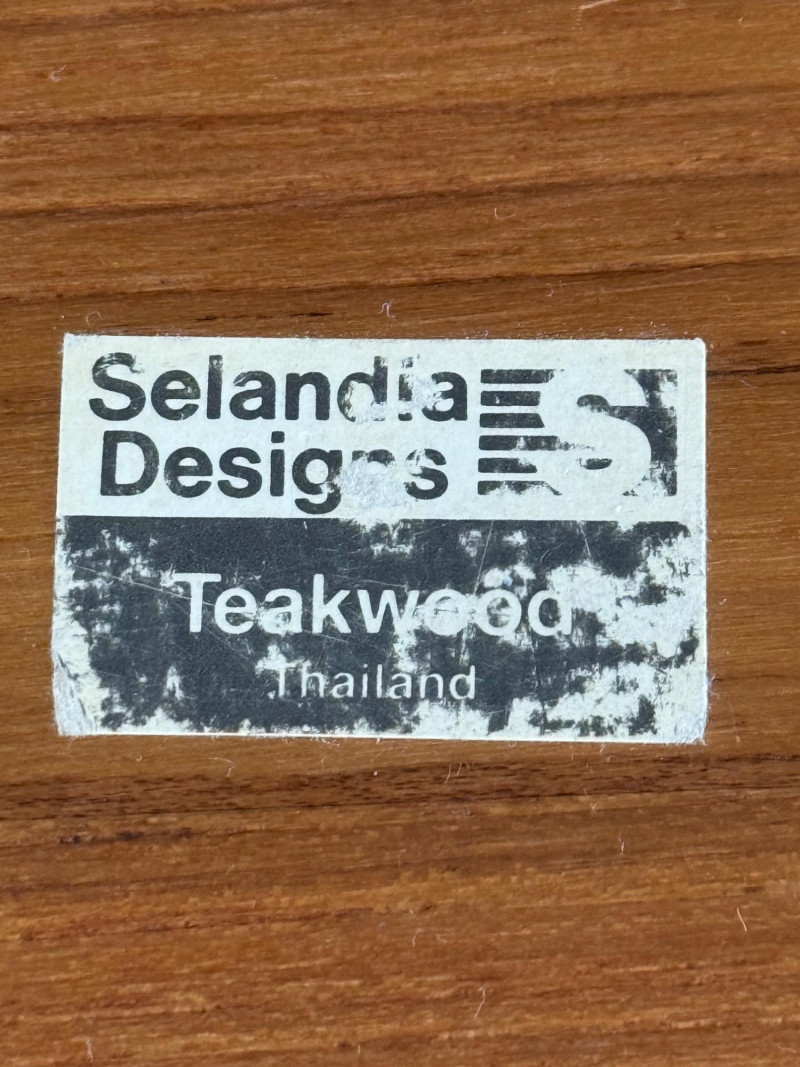 Selandia
Designs
S
Teakwood
Thailand